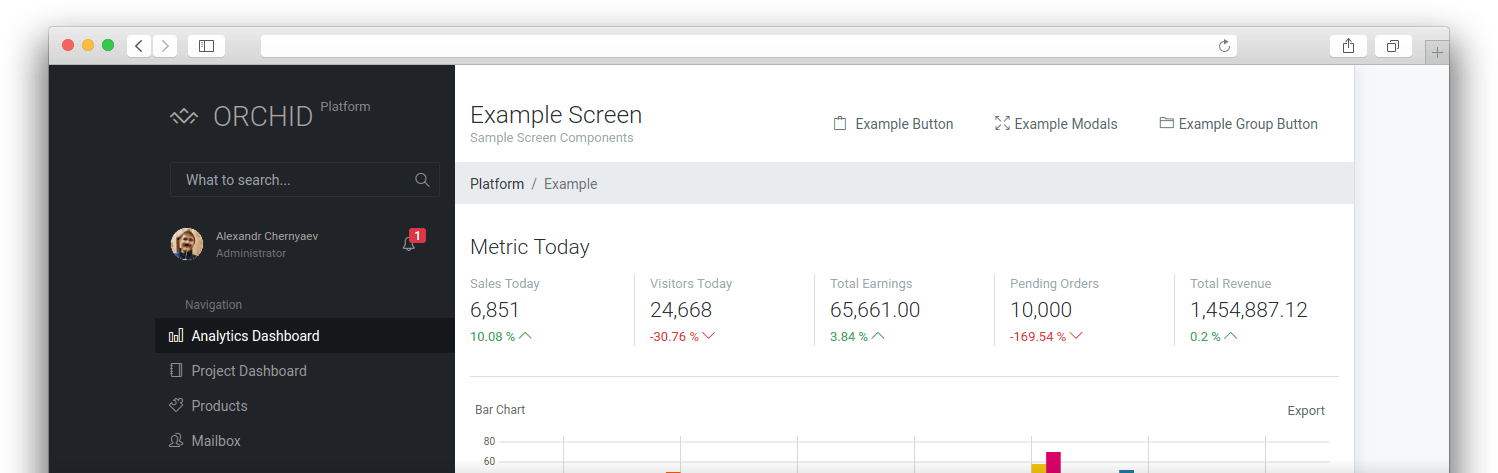 ORCHID Platform
What to search...
Alexandr Chernyaev
Administrator
1
Navigation
Analytics Dashboard
Project Dashboard
Products
Mailbox
Example Screen
Sample Screen Components
Example Button
Example Modals
Example Group Button
Platform / Example
Metric Today
Sales Today
6,851
10.08 %
Visitors Today
24,668
-30.76 %
Total Earnings
65,661.00
3.84 %
Pending Orders
10,000
-169.54 %
Total Revenue
1,454,887.12
0.2 %
Bar Chart
Export
80
60